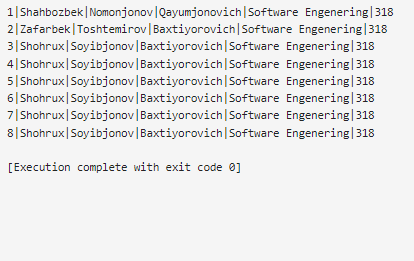 1|Shahbozbek|Nomonjonov|Qayumjonovich|Software Engenering|318
2|Zafarbek|Toshtemirov|Baxtiyorovich|Software Engenering|318
3|Shohrux|Soyibjonov|Baxtiyorovich|Software Engenering|318
4|Shohrux|Soyibjonov|Baxtiyorovich|Software Engenering|318
5|Shohrux|Soyibjonov|Baxtiyorovich|Software Engenering|318
6|Shohrux|Soyibjonov|Baxtiyorovich|Software Engenering|318
7|Shohrux|Soyibjonov|Baxtiyorovich|Software Engenering|318
8|Shohrux|Soyibjonov|Baxtiyorovich|Software Engenering|318
[Execution complete with exit code 0]